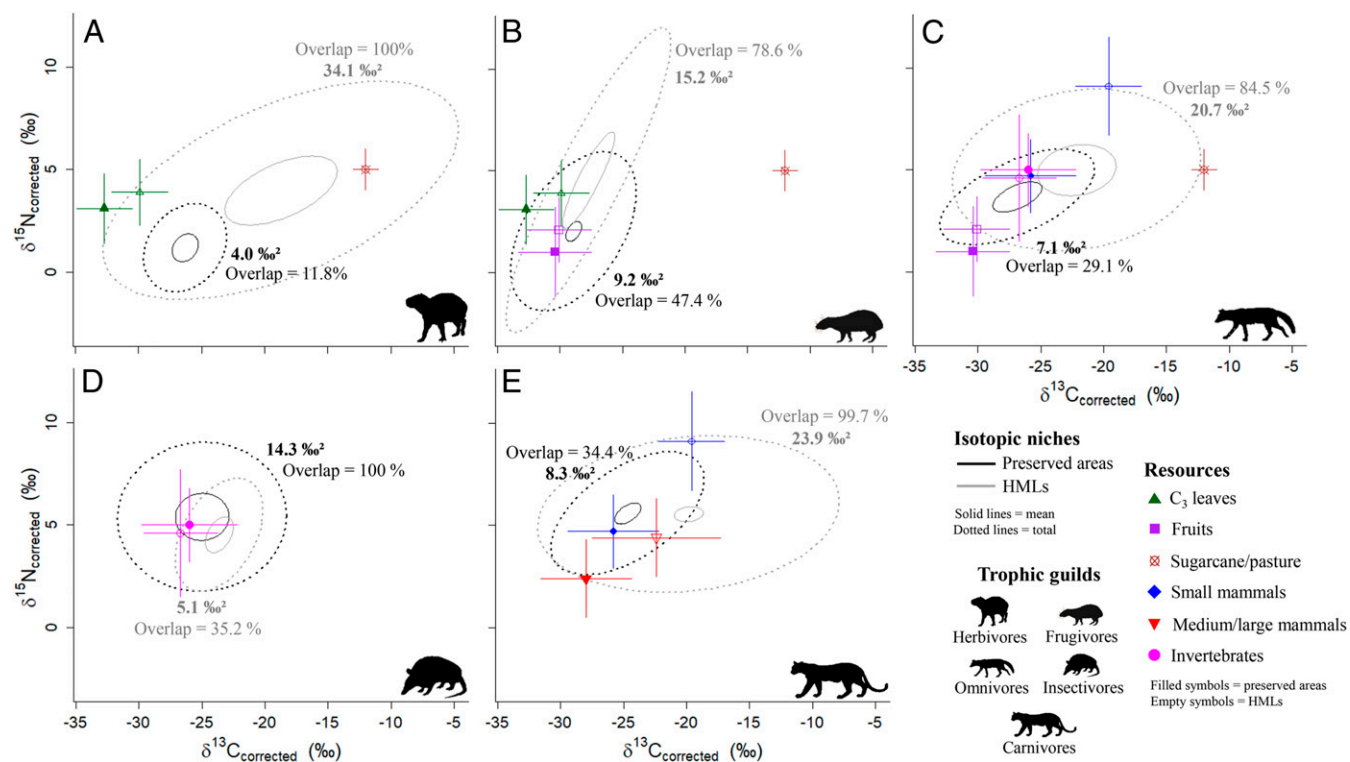 A
Overlap = 100%
34.1 ‰²
4.0 ‰²
Overlap = 11.8%
10
5
0
δ¹⁵Ncorrected (‰)
B
Overlap = 78.6 %
15.2 ‰²
9.2 ‰²
Overlap = 47.4 %
C
Overlap = 84.5 %
20.7 ‰²
7.1 ‰²
Overlap = 29.1 %
-35 -30 -25 -20 -15 -10 -5
δ¹³Ccorrected (‰)
D
14.3 ‰²
Overlap = 100 %
5.1 ‰²
Overlap = 35.2 %
10
5
0
δ¹⁵Ncorrected (‰)
-35 -30 -25 -20 -15 -10 -5
δ¹³Ccorrected (‰)
E
Overlap = 99.7 %
23.9 ‰²
Overlap = 34.4 %
8.3 ‰²
-35 -30 -25 -20 -15 -10 -5
δ¹³Ccorrected (‰)
Isotopic niches
Preserved areas
HMLs
Solid lines = mean
Dotted lines = total
Trophic guilds
Herbivores Frugivores
Omnivores Insectivores
Carnivores
Resources
C₃ leaves
Fruits
Sugarcane/pasture
Small mammals
Medium/large mammals
Invertebrates
Filled symbols = preserved areas
Empty symbols = HMLs